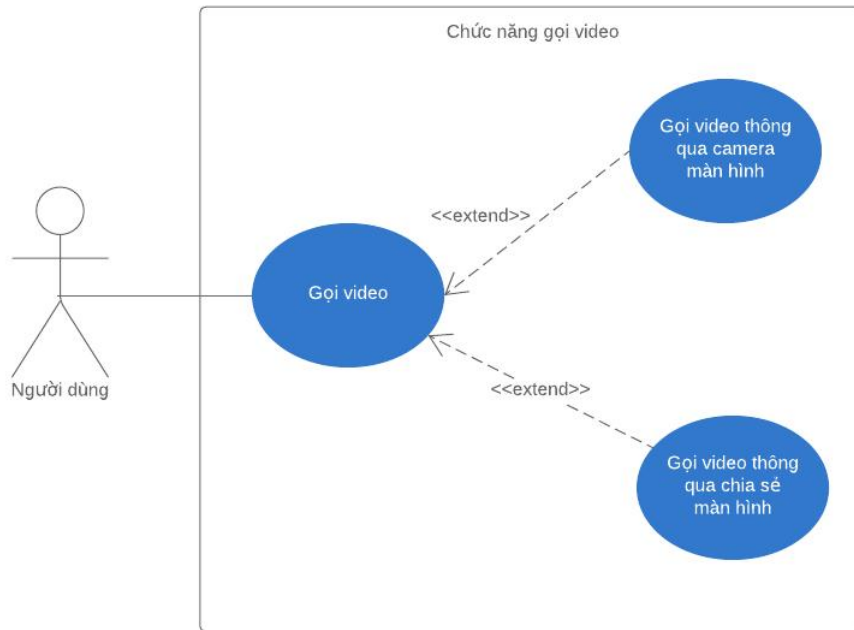 Chức năng gọi video
Gọi video thông
qua camera
màn hình
<<extend>>
Gọi video
Người dùng
<<extend>>
Gọi video thông
qua chia sẻ
màn hình